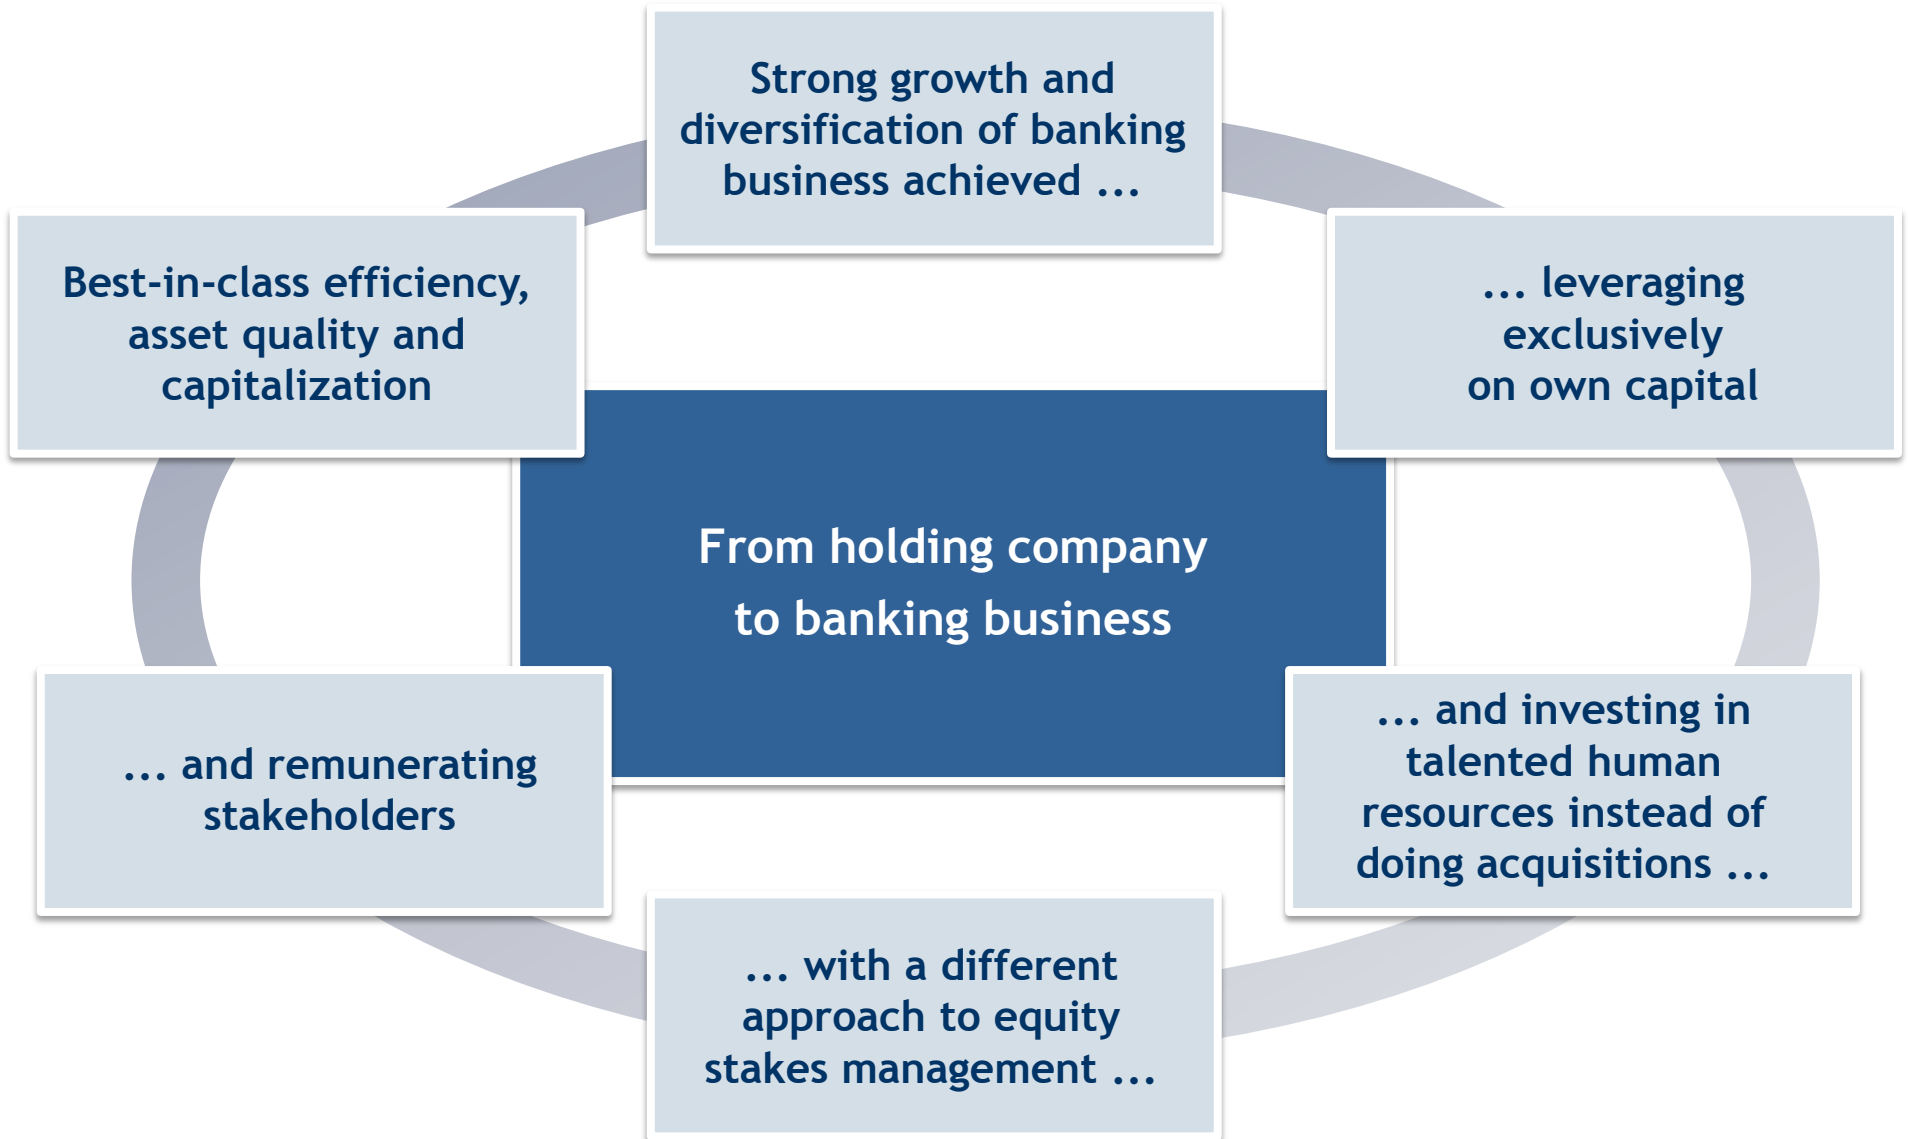 Strong growth and
diversification of banking
business achieved ...
... leveraging
exclusively
on own capital
... and investing in
talented human
resources instead of
doing acquisitions ...
... with a different
approach to equity
stakes management ...
... and remunerating
stakeholders
Best-in-class efficiency,
asset quality and
capitalization
From holding company
to banking business